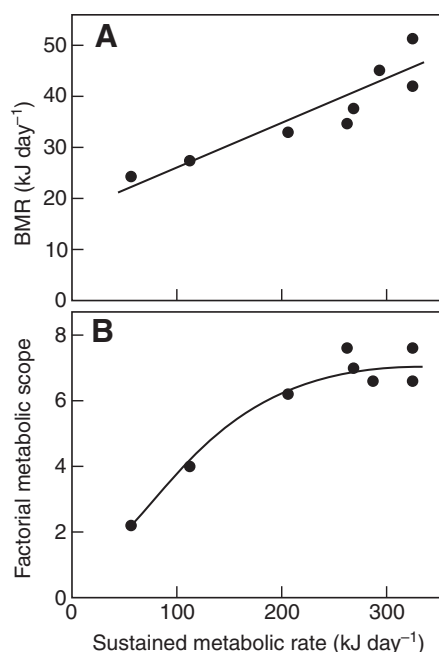 A
50
40
30
20
10
0
BMR (kJ day⁻¹)
B
8
6
4
2
0
Factorial metabolic scope
0 100 200 300
Sustained metabolic rate (kJ day⁻¹)